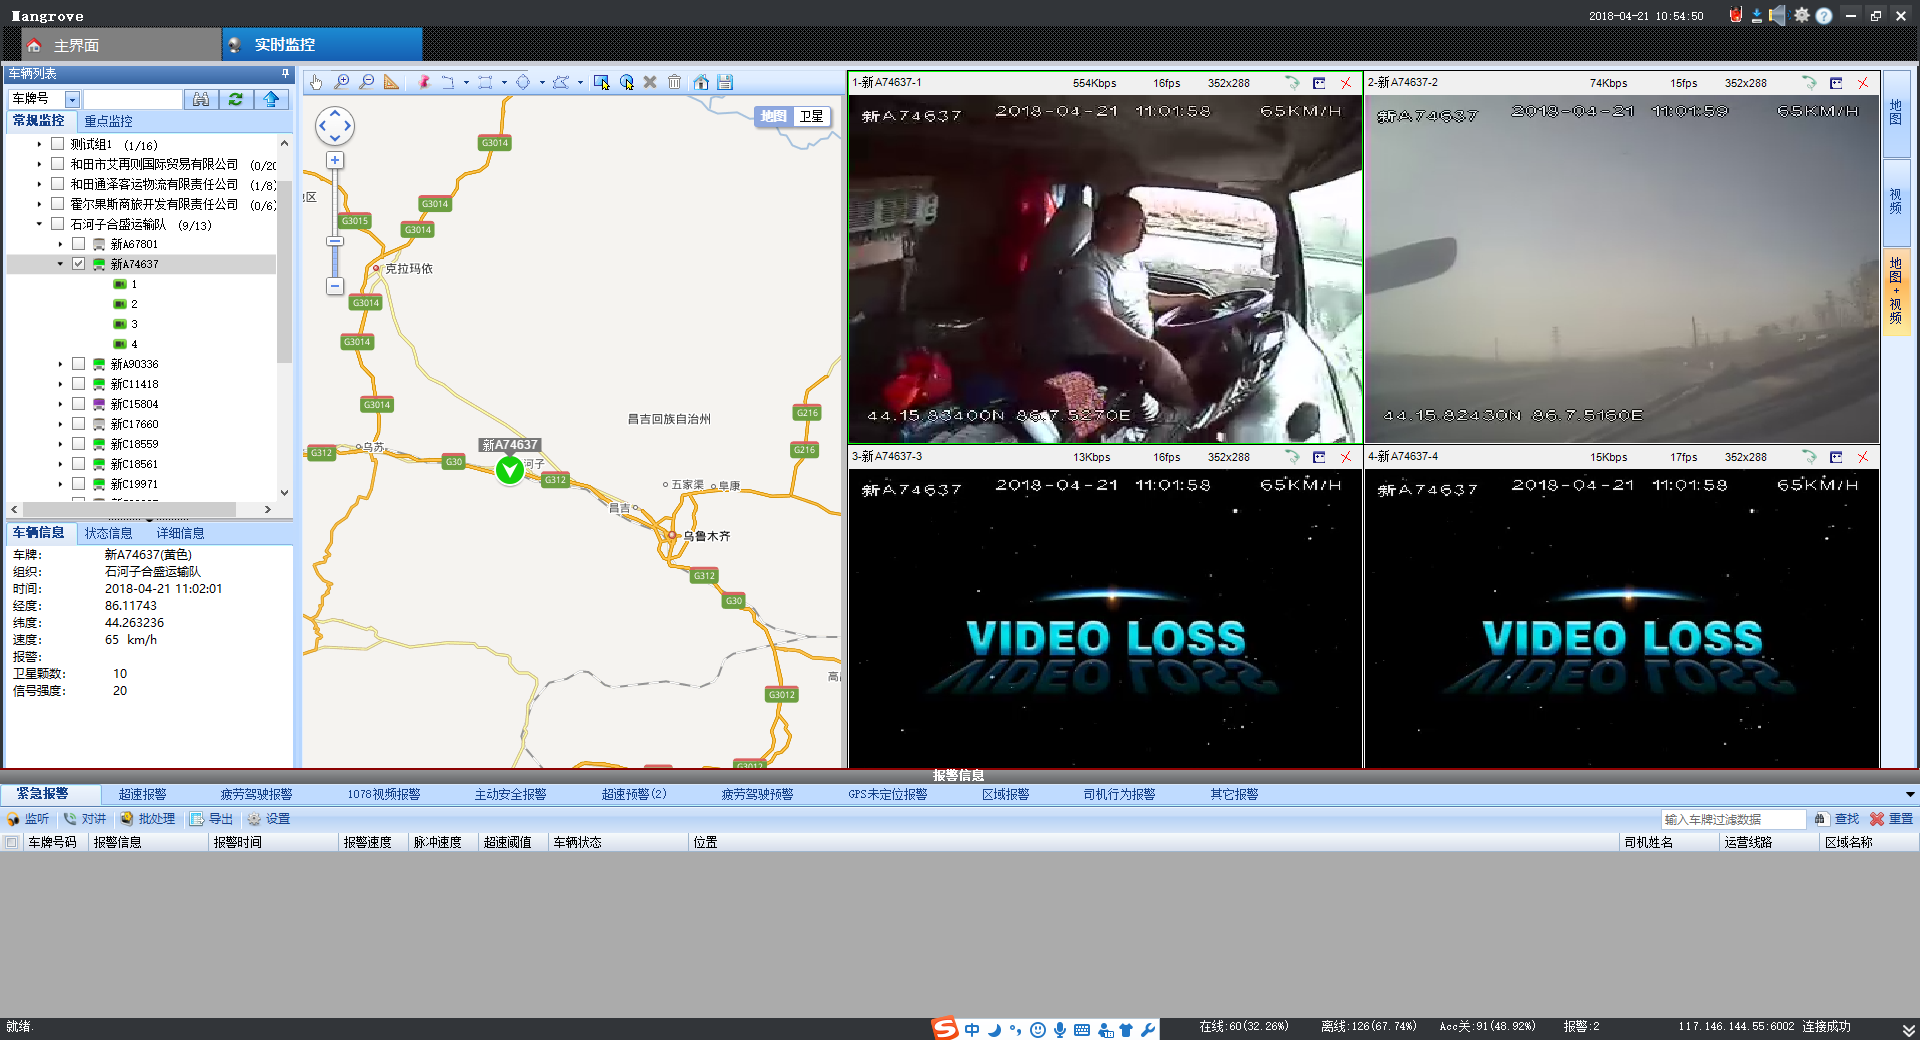 Mangrove
2018-04-21 10:54:50
主界面
实时监控
车辆列表
车牌号
常规监控 重点监控
测试组1 (1/16)
和田市艾再则国际贸易有限公司 (0/20
和田通泽客运物流有限责任公司 (1/8)
霍尔果斯商旅开发有限责任公司 (0/6)
石河子合盛运输队 (9/13)
新A67801
新A74637
1
2
3
4
新A90336
新C11418
新C15804
新C17660
新C18559
新C18561
新C19971
车辆信息 状态信息 详细信息
车牌: 新A74637(黄色)
组织: 石河子合盛运输队
时间: 2018-04-21 11:02:01
经度: 86.11743
纬度: 44.263236
速度: 65 km/h
报警:
卫星颗数: 10
信号强度: 20
地图 卫星
G3014
区
G3014
G3015
G3014
克拉玛依
G3014
G3014
G3014
G216
昌吉回族自治州
新A74637
乌苏
G312
G30
河子
G216
G312
五家渠
阜康
昌吉
乌鲁木齐
G312
G30
高
G3012
G3012
1-新A74637-1 554Kbps 16fps 352x288
新A74637 2018-04-21 11:01:58 65KM/H
44.15.83400N 86.7.5270E
2-新A74637-2 74Kbps 15fps 352x288
新A74637 2018-04-21 11:01:59 65KM/H
44.15.82430N 86.7.5160E
3-新A74637-3 13Kbps 16fps 352x288
新A74637 2018-04-21 11:01:58 65KM/H
VIDEO LOSS
4-新A74637-4 15Kbps 17fps 352x288
新A74637 2018-04-21 11:01:58 65KM/H
VIDEO LOSS
地图
视频
地图+视频
报警信息
紧急报警 超速报警 疲劳驾驶报警 1078视频报警 主动安全报警 超速预警(2) 疲劳驾驶预警 GPS未定位报警 区域报警 司机行为报警 其它报警
监听 对讲 批处理 导出 设置
输入车牌过滤数据 查找 重置
车牌号码 报警信息 报警时间 报警速度 脉冲速度 超速阈值 车辆状态 位置 司机姓名 运营线路 区域名称
就绪.
中
在线:60(32.26%) 离线:126(67.74%) Acc关:91(48.92%) 报警:2 117.146.144.55:6002 连接成功